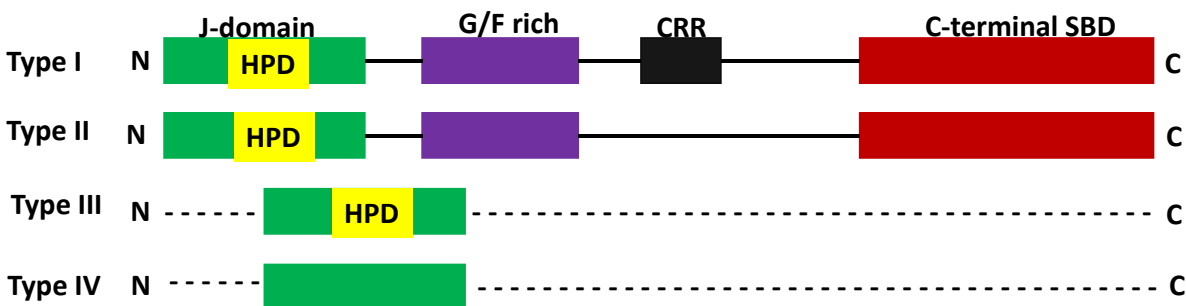 J-domain G/F rich CRR C-terminal SBD
Type I N HPD C
Type II N HPD C
Type III N HPD C
Type IV N C